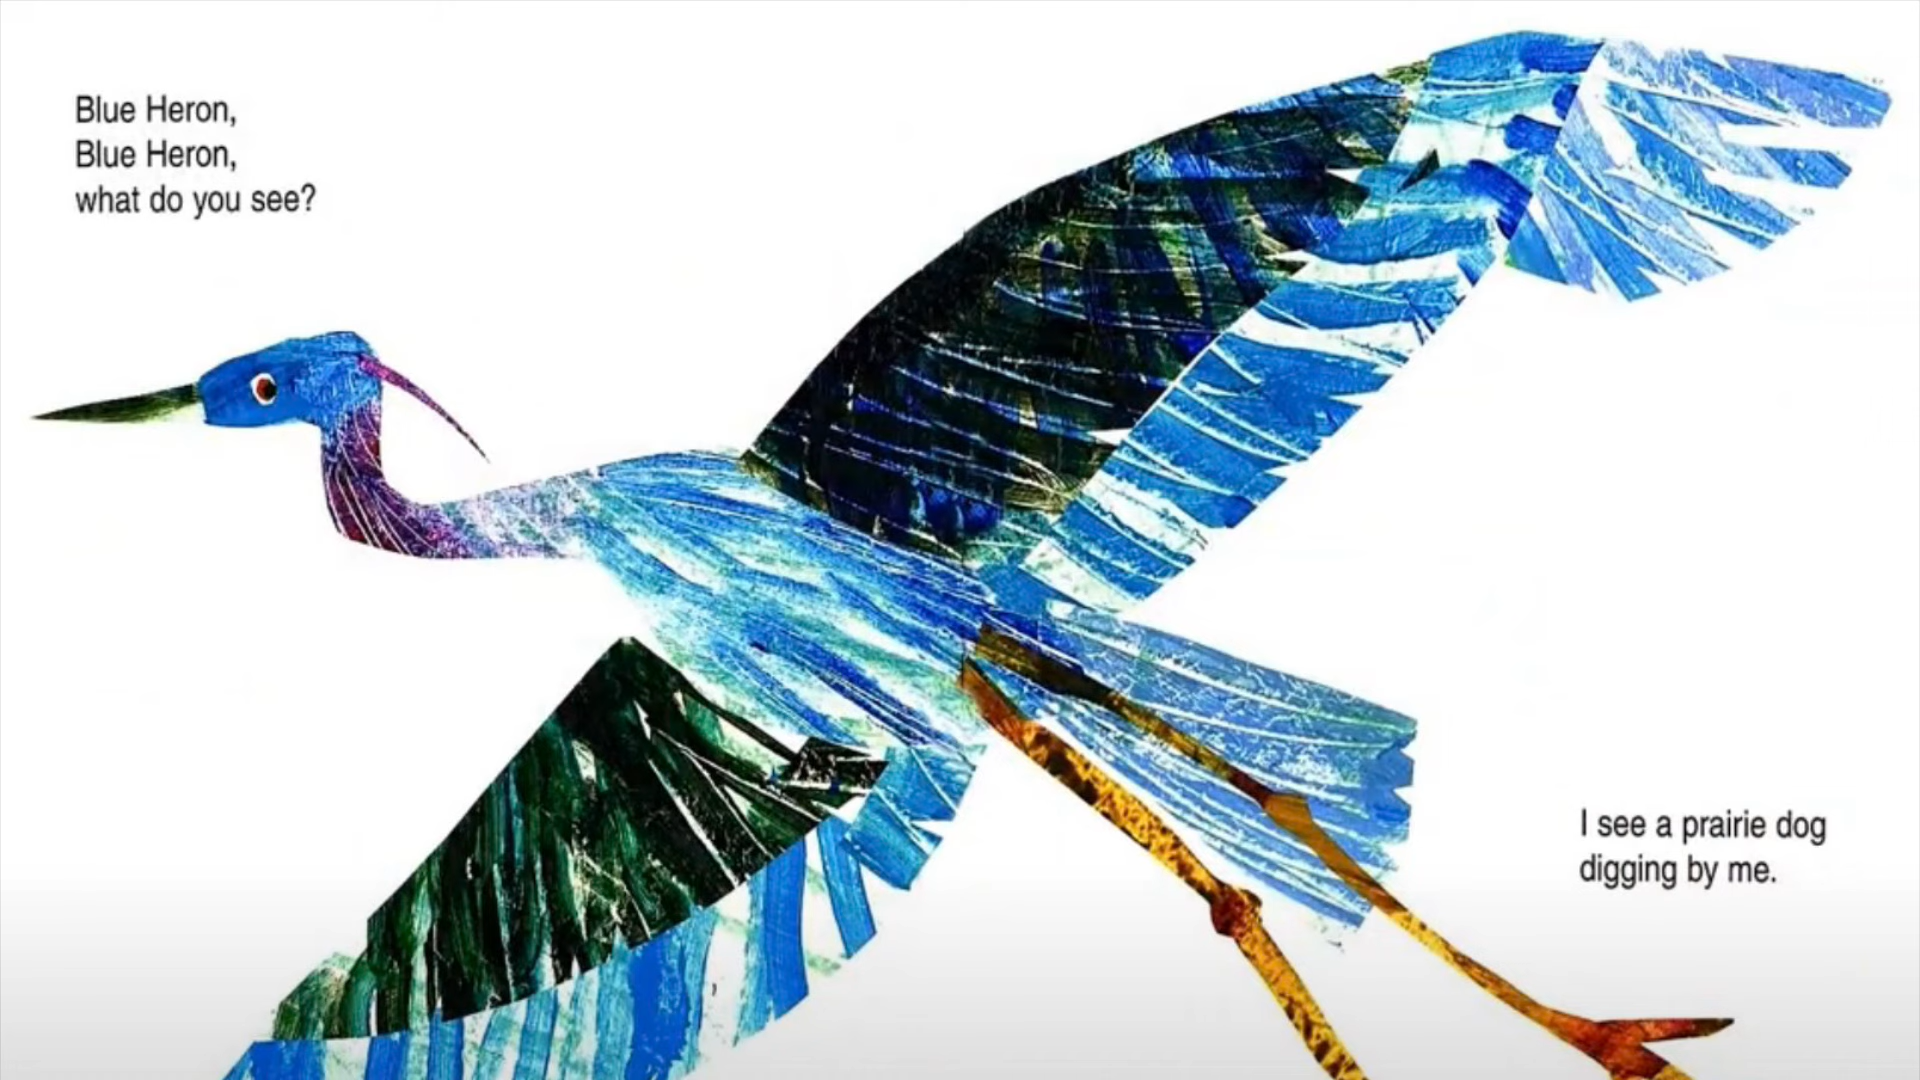 Blue Heron,
Blue Heron,
what do you see?
I see a prairie dog
digging by me.